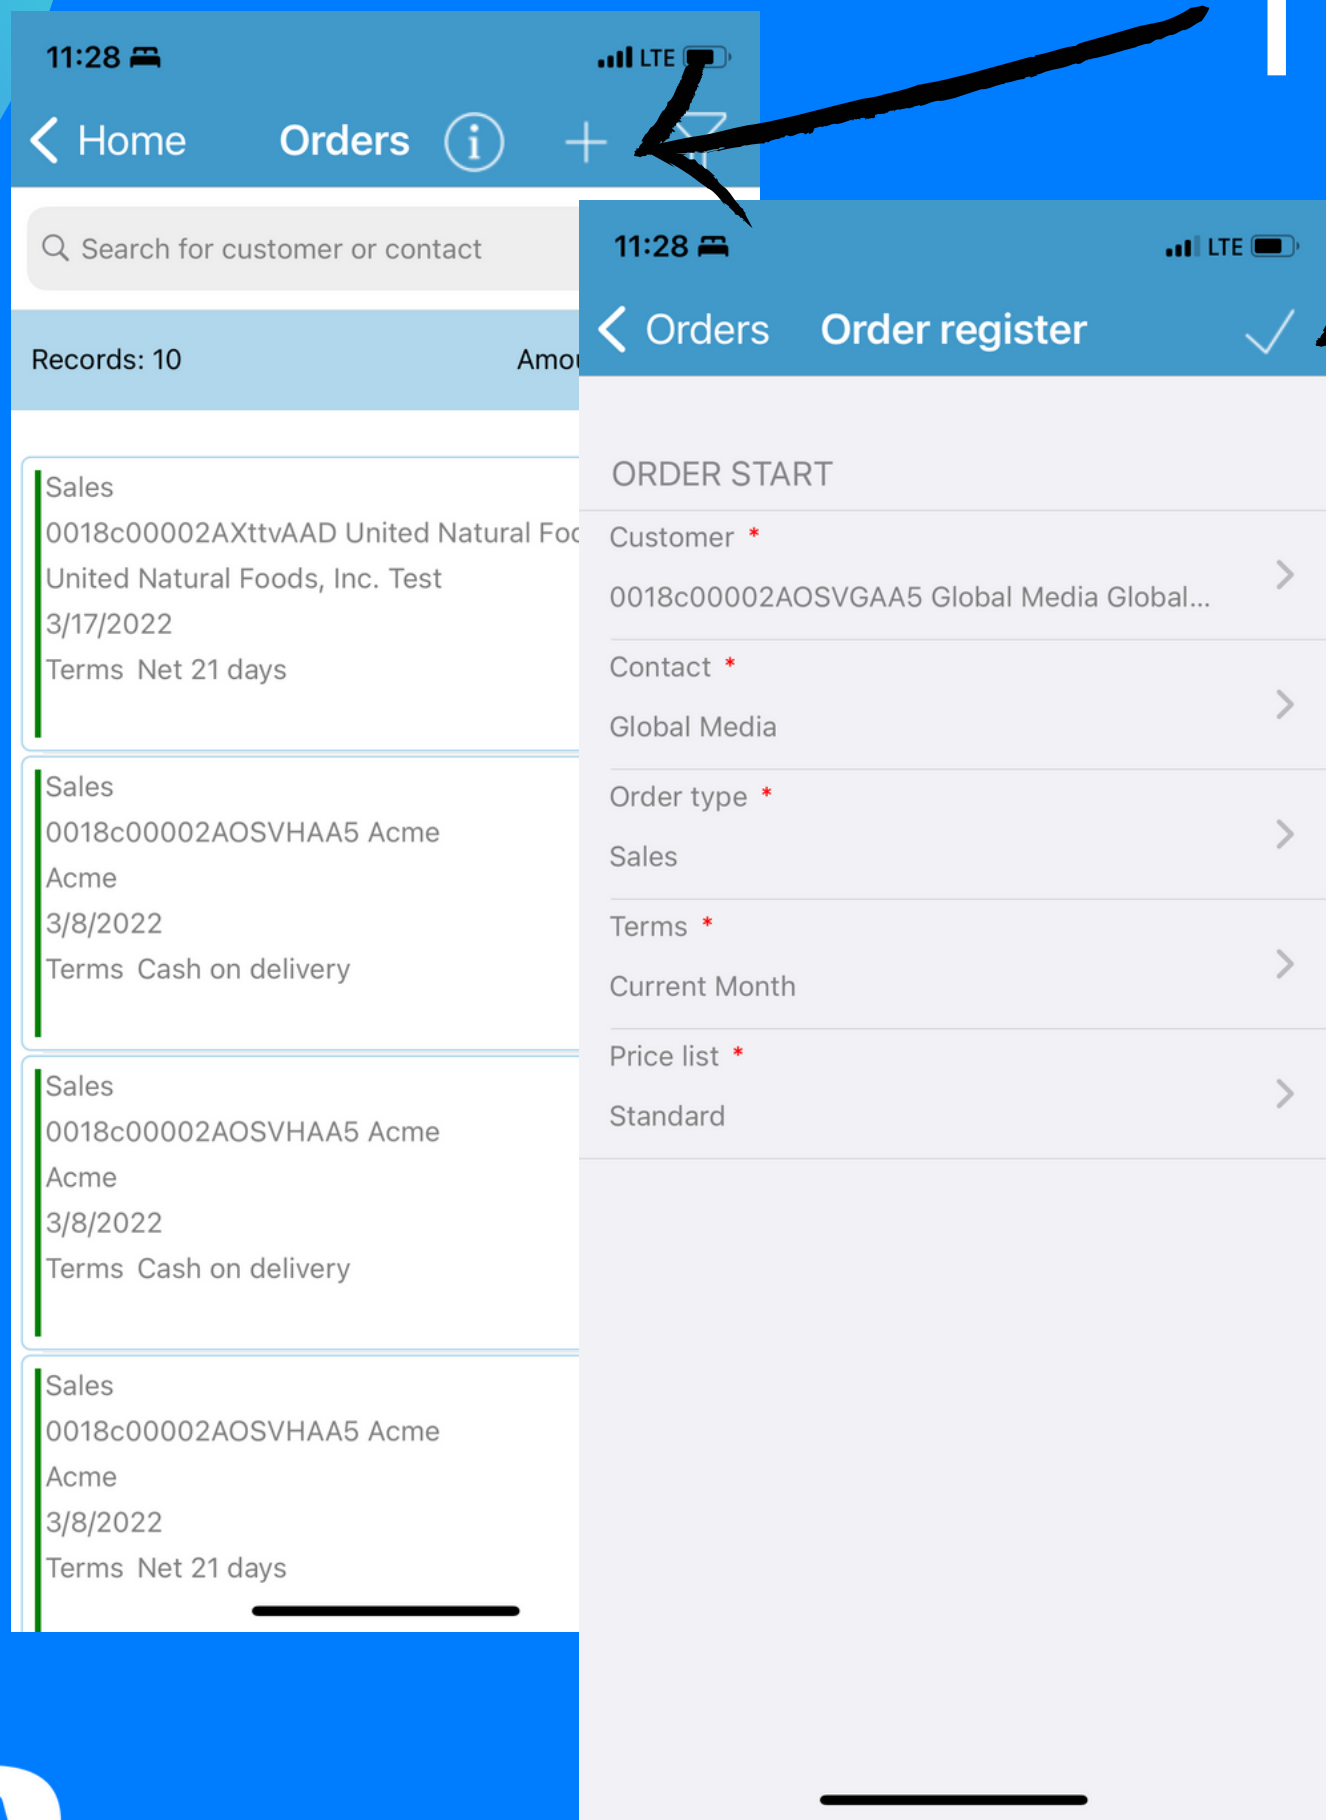 11:28
LTE
Home
Orders
Search for customer or contact
Records: 10
Sales
0018c00002AXttvAAD United Natural
United Natural Foods, Inc. Test
3/17/2022
Terms Net 21 days
Sales
0018c00002AOSVHAA5 Acme
Acme
3/8/2022
Terms Cash on delivery
Sales
0018c00002AOSVHAA5 Acme
Acme
3/8/2022
Terms Cash on delivery
Sales
0018c00002AOSVHAA5 Acme
Acme
3/8/2022
Terms Net 21 days
11:28
LTE
Orders
Order register
ORDER START
Customer *
0018c00002AOSVGAA5 Global Media Global...
Contact *
Global Media
Order type *
Sales
Terms *
Current Month
Price list *
Standard